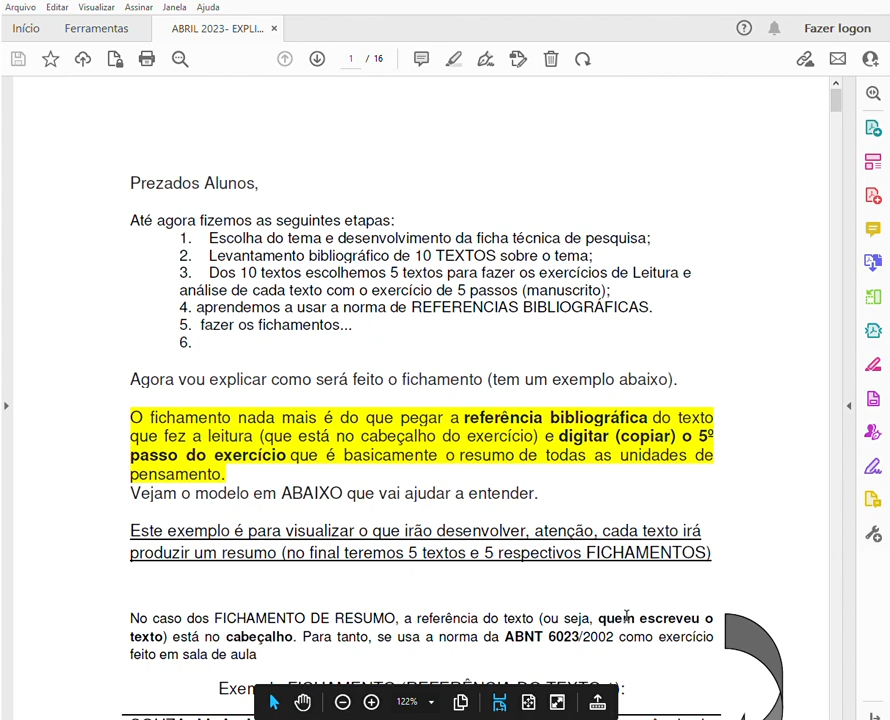 Arquivo Editar Visualizar Assinar Janela Ajuda
Início Ferramentas ABRIL 2023- EXPLI... × Fazer logon
1 / 16
Prezados Alunos,
Até agora fizemos as seguintes etapas:
1. Escolha do tema e desenvolvimento da ficha técnica de pesquisa;
2. Levantamento bibliográfico de 10 TEXTOS sobre o tema;
3. Dos 10 textos escolhemos 5 textos para fazer os exercícios de Leitura e
análise de cada texto com o exercício de 5 passos (manuscrito);
4. aprendemos a usar a norma de REFERENCIAS BIBLIOGRÁFICAS.
5. fazer os fichamentos...
6.
Agora vou explicar como será feito o fichamento (tem um exemplo abaixo).
O fichamento nada mais é do que pegar a referência bibliográfica do texto
que fez a leitura (que está no cabeçalho do exercício) e digitar (copiar) o 5º
passo do exercício que é basicamente o resumo de todas as unidades de
pensamento.
Vejam o modelo em ABAIXO que vai ajudar a entender.
Este exemplo é para visualizar o que irão desenvolver, atenção, cada texto irá
produzir um resumo (no final teremos 5 textos e 5 respectivos FICHAMENTOS)
No caso dos FICHAMENTO DE RESUMO, a referência do texto (ou seja, quem escreveu o
texto) está no cabeçalho. Para tanto, se usa a norma da ABNT 6023/2002 como exercício
feito em sala de aula
122%